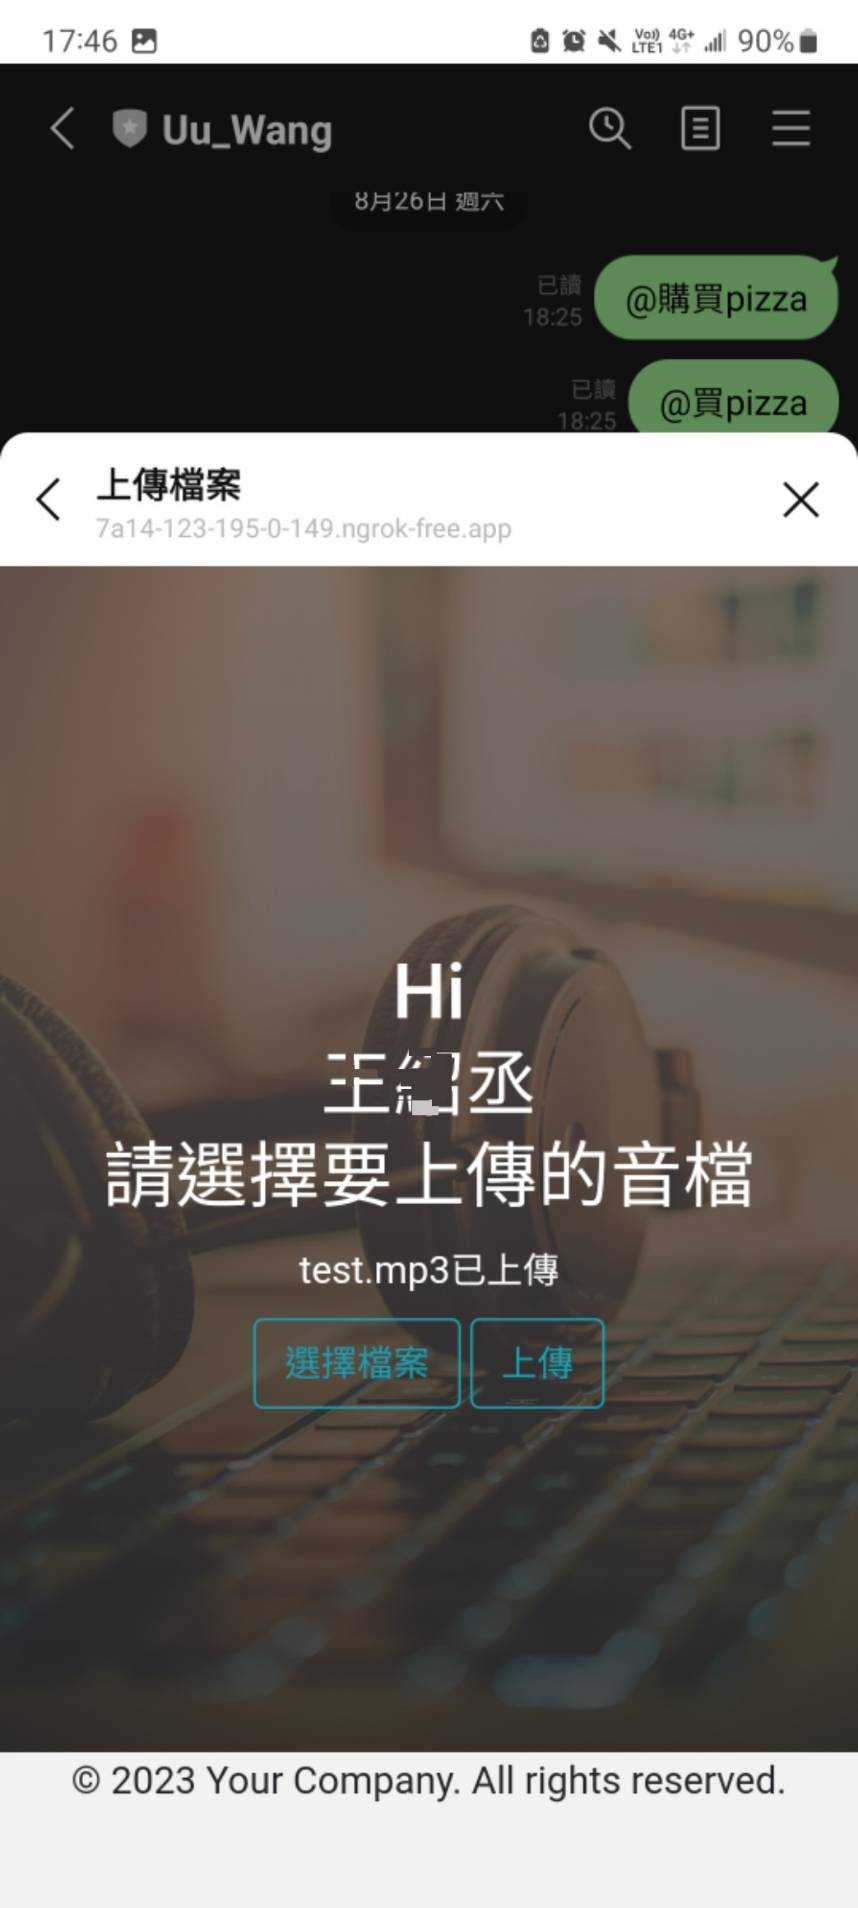 17:46
Vo)) LTE1 4G+ 90%
Uu_Wang
8月26日 週六
已讀
18:25
@購買pizza
已讀
18:25
@買pizza
上傳檔案
7a14-123-195-0-149.ngrok-free.app
Hi
丞
請選擇要上傳的音檔
test.mp3已上傳
選擇檔案
上傳
© 2023 Your Company. All rights reserved.